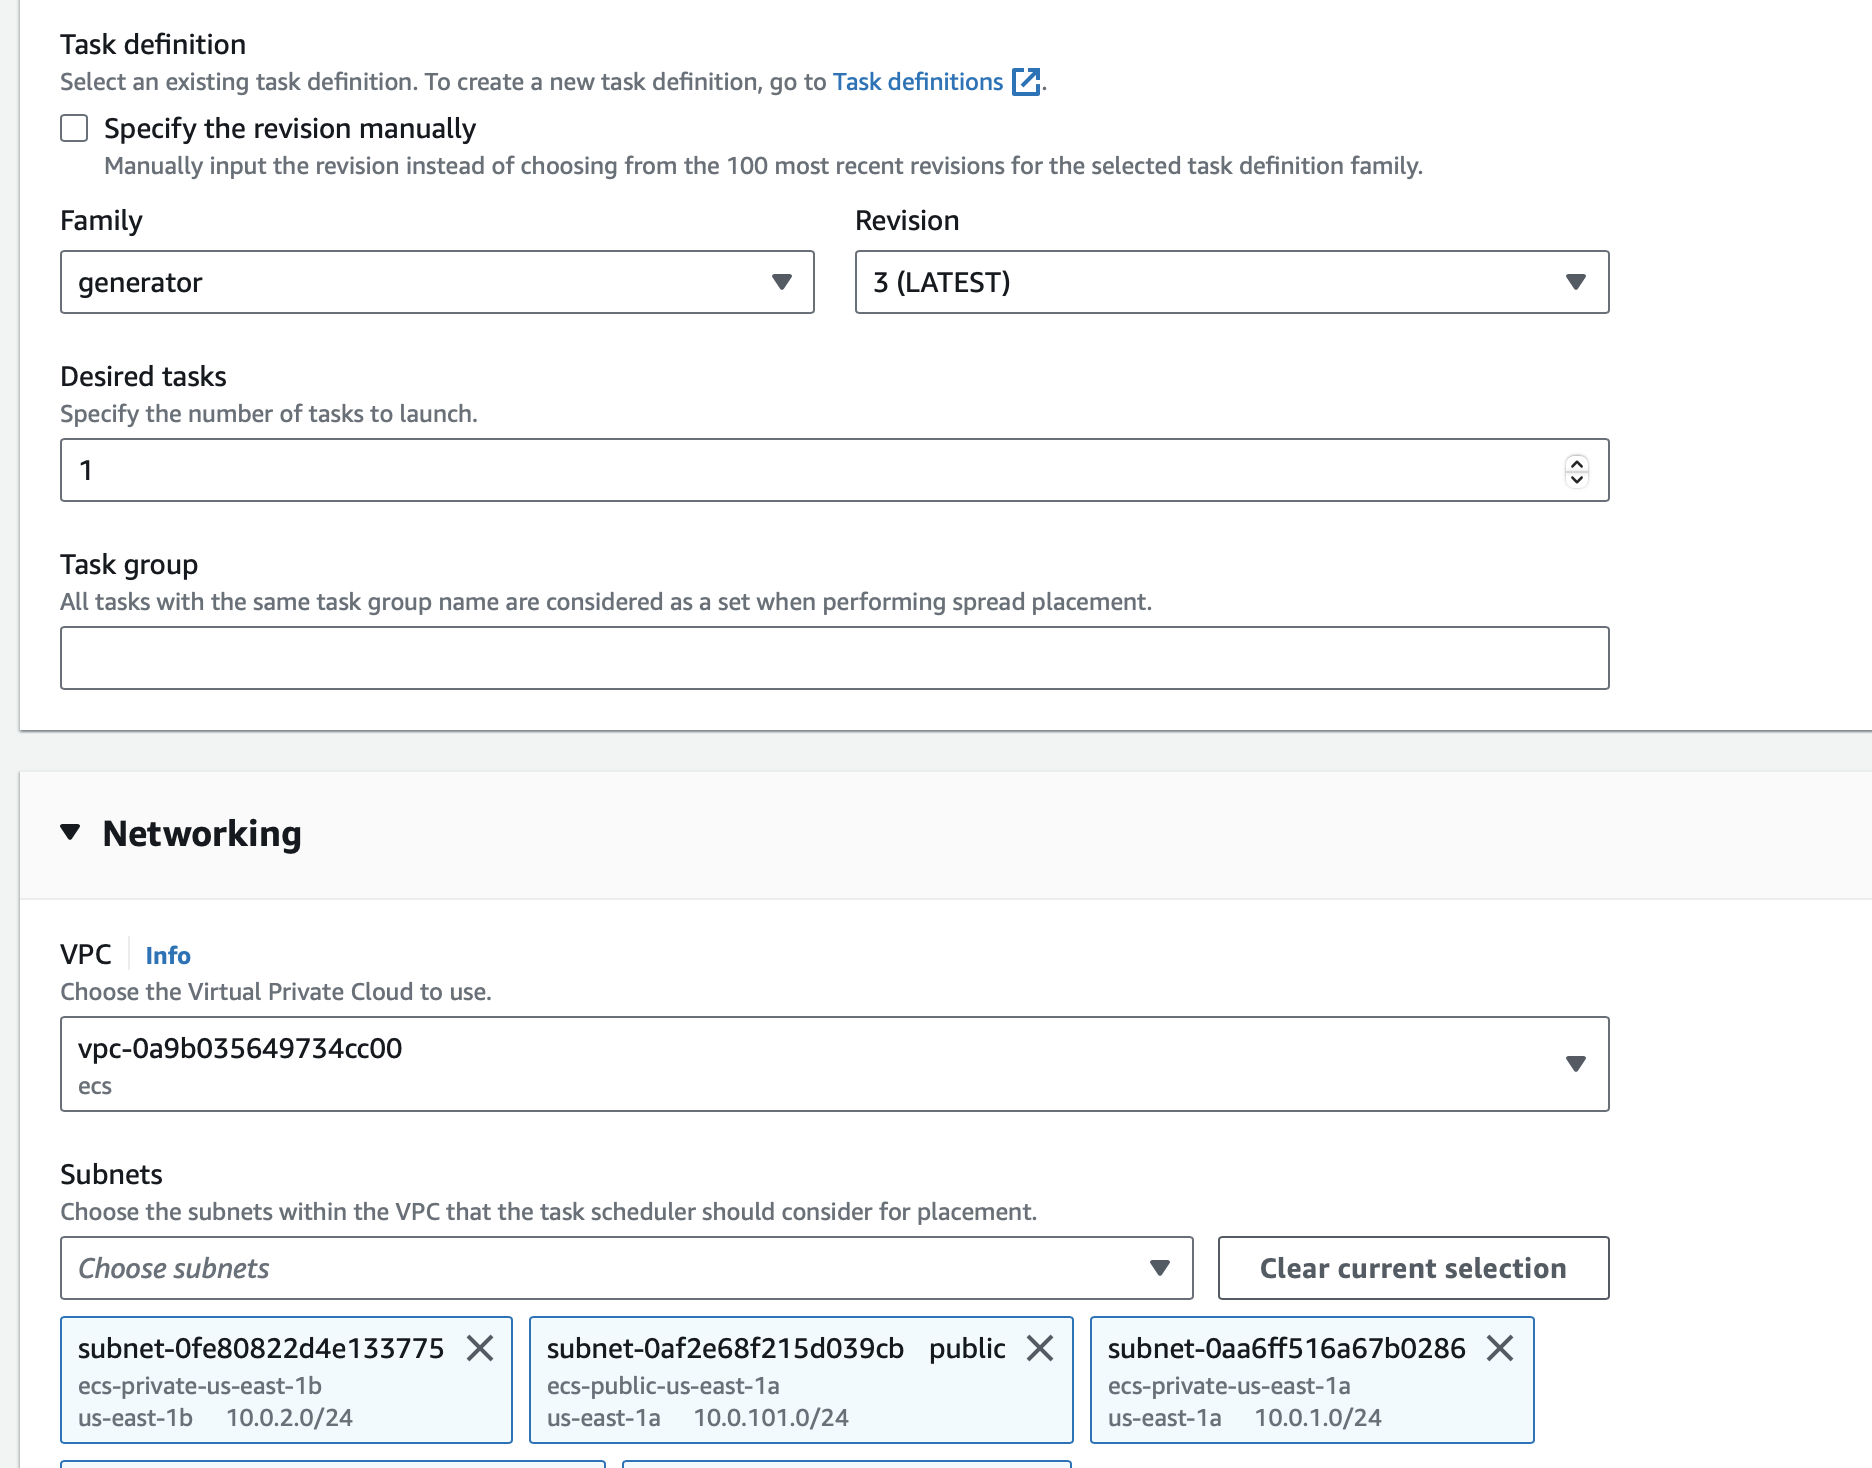 Task definition
Select an existing task definition. To create a new task definition, go to Task definitions.
Specify the revision manually
Manually input the revision instead of choosing from the 100 most recent revisions for the selected task definition family.
Family Revision
generator 3 (LATEST)
Desired tasks
Specify the number of tasks to launch.
1
Task group
All tasks with the same task group name are considered as a set when performing spread placement.
Networking
VPC Info
Choose the Virtual Private Cloud to use.
vpc-0a9b035649734cc00
ecs
Subnets
Choose the subnets within the VPC that the task scheduler should consider for placement.
Choose subnets Clear current selection
subnet-0fe80822d4e133775 subnet-0af2e68f215d039cb public subnet-0aa6ff516a67b0286
ecs-private-us-east-1b ecs-public-us-east-1a ecs-private-us-east-1a
us-east-1b 10.0.2.0/24 us-east-1a 10.0.101.0/24 us-east-1a 10.0.1.0/24